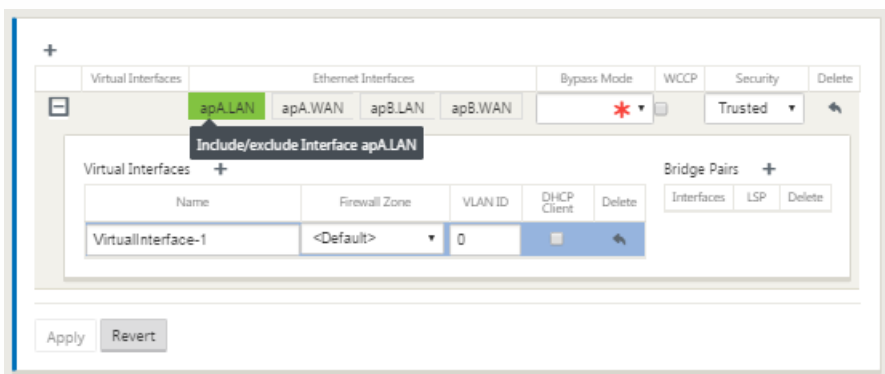 +
Virtual Interfaces Ethernet Interfaces Bypass Mode WCCP Security Delete
apA.LAN apA.WAN apB.LAN apB.WAN * Trusted
Include/exclude Interface apA.LAN
Virtual Interfaces + Bridge Pairs +
Name Firewall Zone VLAN ID DHCP Client Delete Interfaces LSP Delete
VirtualInterface-1 <Default> 0
Apply Revert